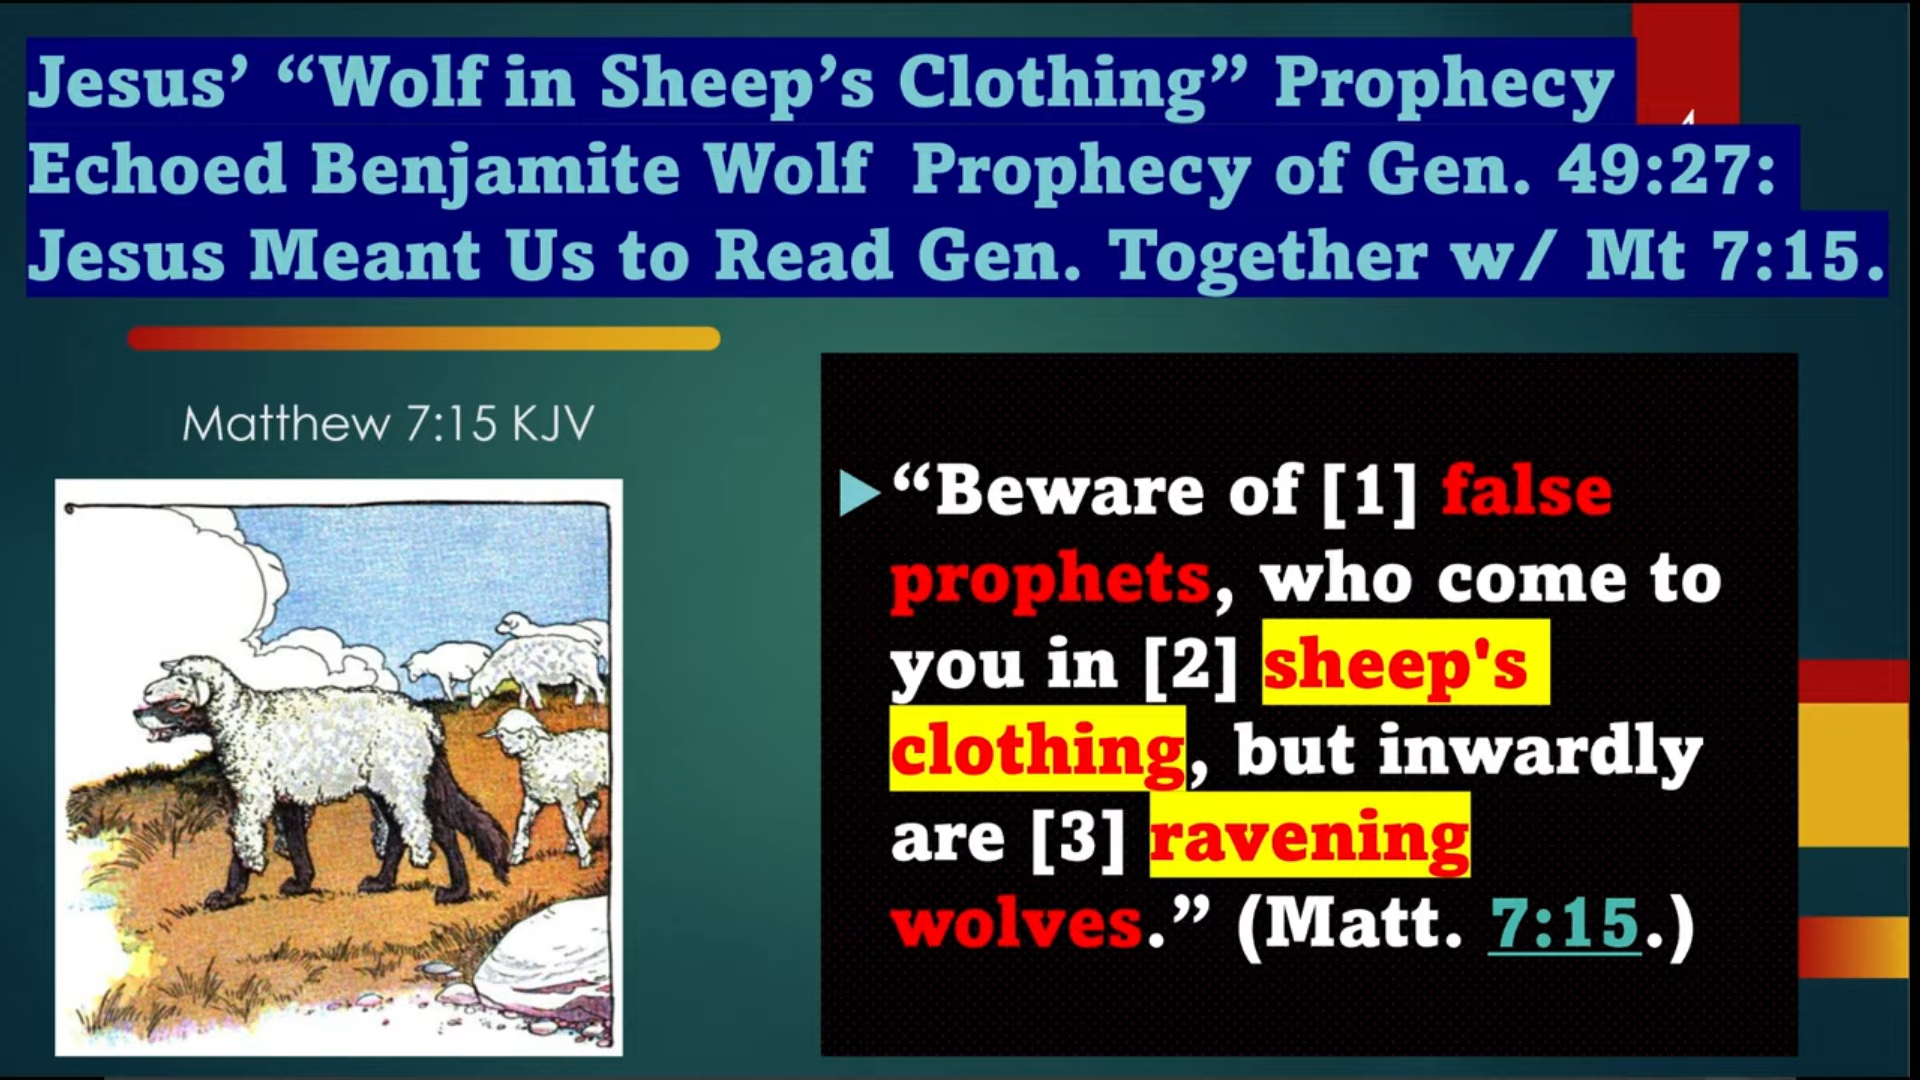 Jesus’ “Wolf in Sheep’s Clothing” Prophecy
Echoed Benjamite Wolf Prophecy of Gen. 49:27:
Jesus Meant Us to Read Gen. Together w/ Mt 7:15.
Matthew 7:15 KJV
“Beware of [1] false
prophets, who come to
you in [2] sheep's
clothing, but inwardly
are [3] ravening
wolves.” (Matt. 7:15.)